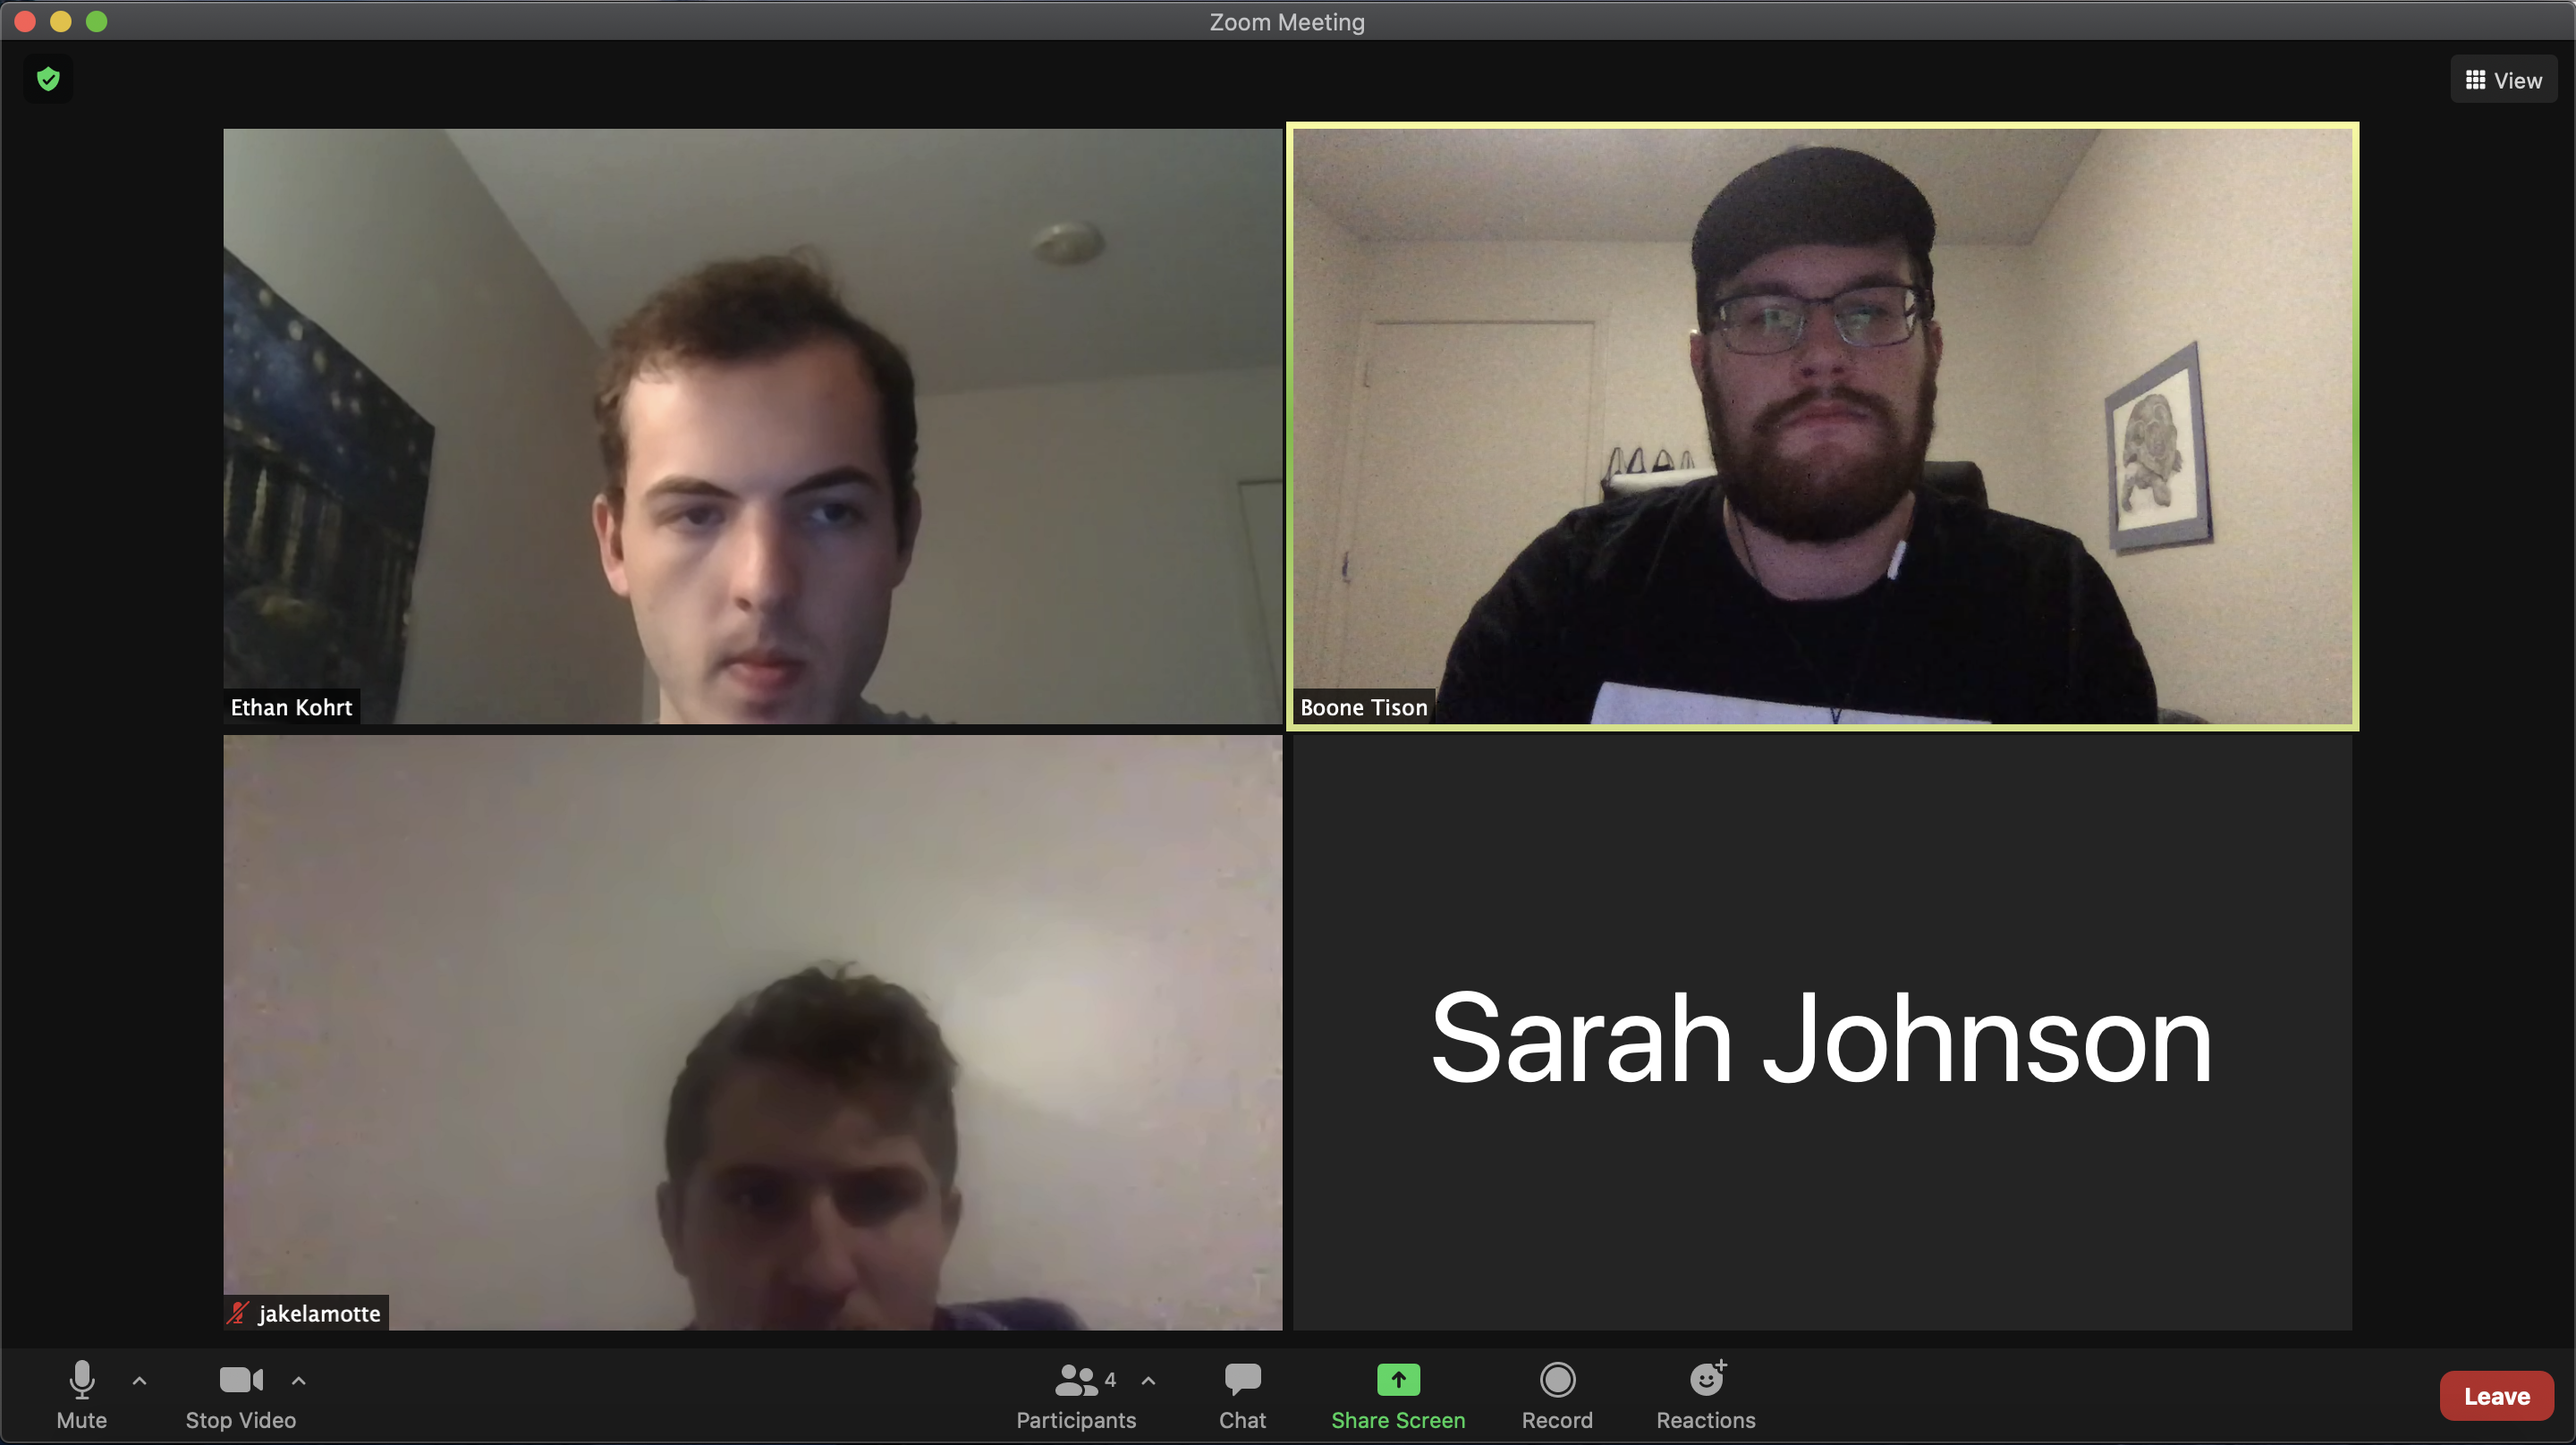 Zoom Meeting
View
Ethan Kohrt
Boone Tison
jakelamotte
Sarah Johnson
Mute
Stop Video
Participants
4
Chat
Share Screen
Record
Reactions
Leave